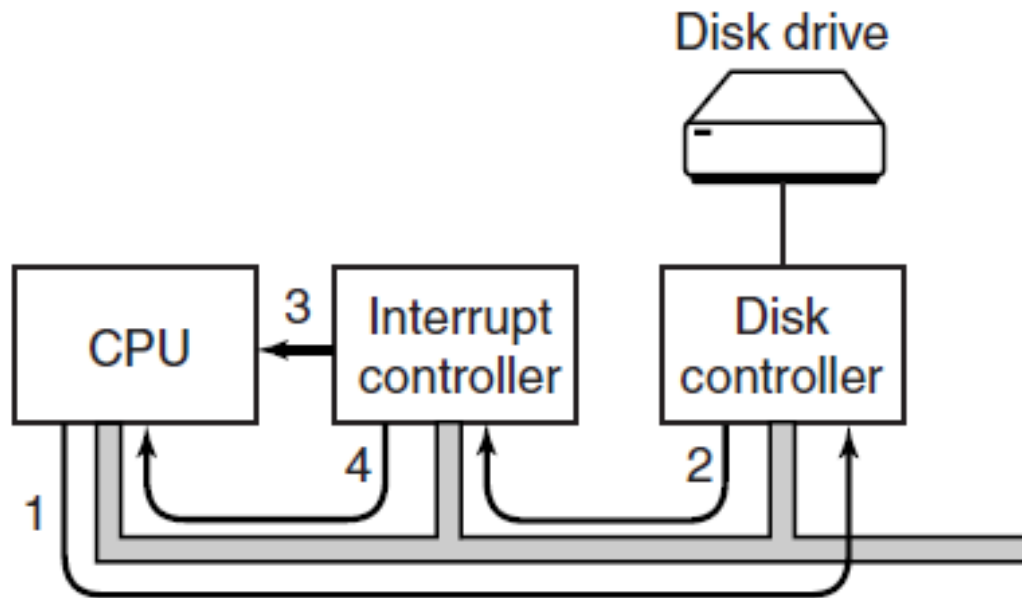 Disk drive
CPU
3
Interrupt
controller
Disk
controller
1
4
2